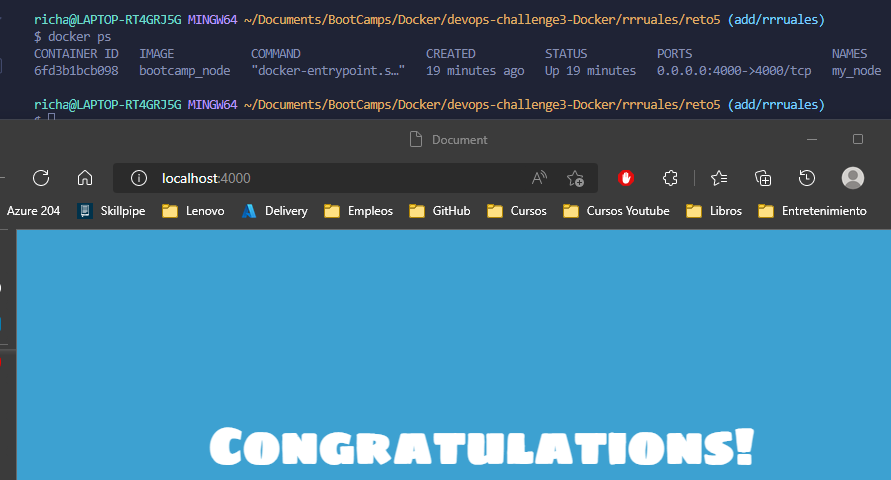 richa@LAPTOP-RT4GRJ5G MINGW64 ~/Documents/BootCamps/Docker/devops-challenge3-Docker/rrruales/reto5 (add/rrruales)
$ docker ps
CONTAINER ID   IMAGE           COMMAND                  CREATED          STATUS          PORTS                    NAMES
6fd3b1bcb098   bootcamp_node   "docker-entrypoint.s…"   19 minutes ago   Up 19 minutes   0.0.0.0:4000->4000/tcp   my_node
richa@LAPTOP-RT4GRJ5G MINGW64 ~/Documents/BootCamps/Docker/devops-challenge3-Docker/rrruales/reto5 (add/rrruales)
$
Document
localhost:4000
Azure 204 Skillpipe Lenovo Delivery Empleos GitHub Cursos Cursos Youtube Libros Entretenimiento
Congratulations!